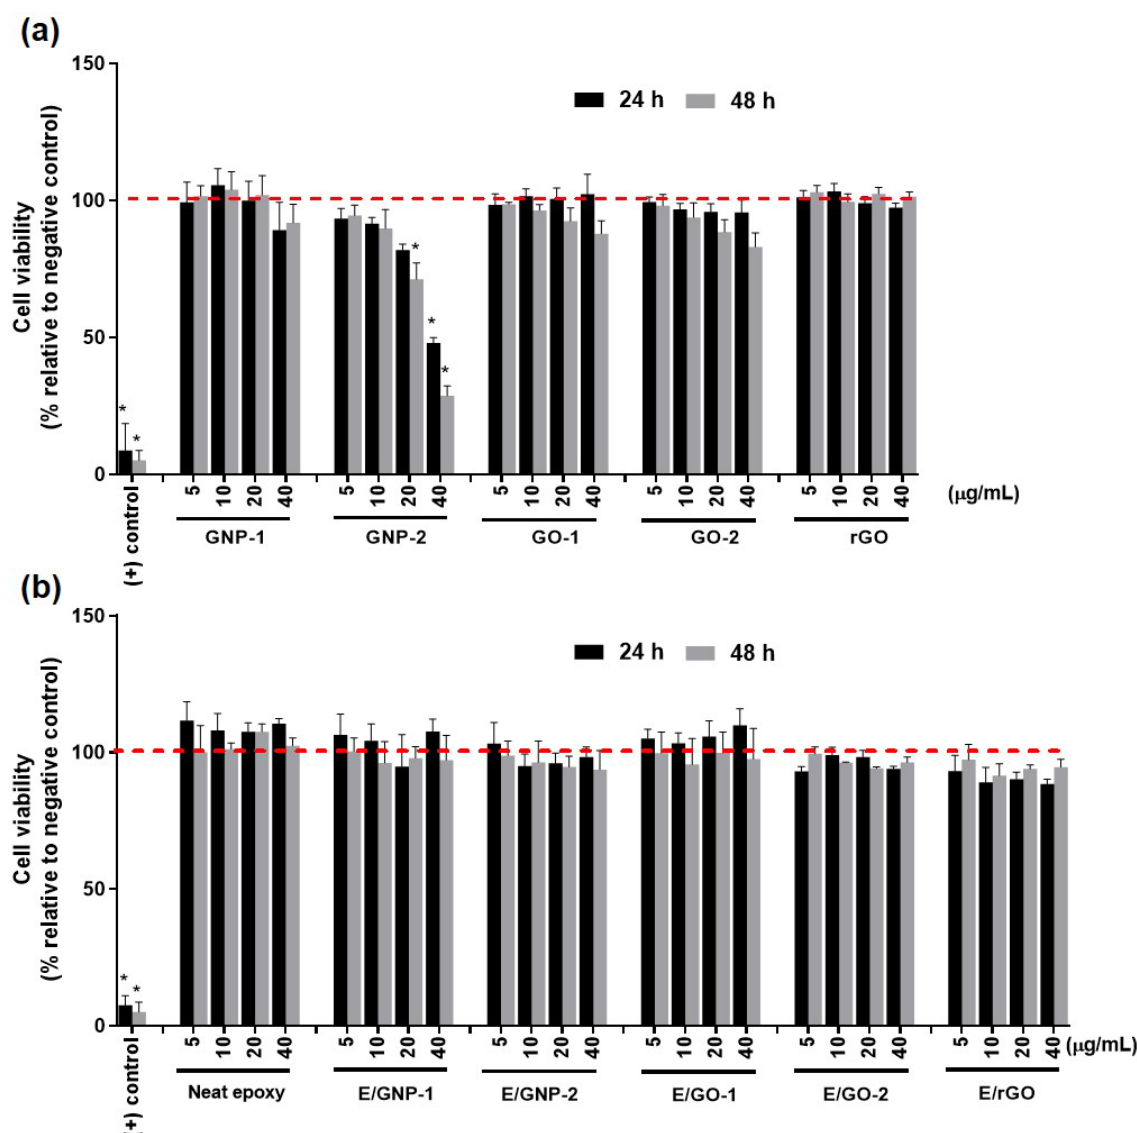 (a)
150
24 h 48 h
100
50
0
Cell viability
(% relative to negative control)
* * * * *
(+) control
5 10 20 40 5 10 20 40 5 10 20 40 5 10 20 40 5 10 20 40 (μg/mL)
GNP-1 GNP-2 GO-1 GO-2 rGO
(b)
150
24 h 48 h
100
50
0
Cell viability
(% relative to negative control)
* *
(+) control
5 10 20 40 5 10 20 40 5 10 20 40 5 10 20 40 5 10 20 40 5 10 20 40 (μg/mL)
Neat epoxy E/GNP-1 E/GNP-2 E/GO-1 E/GO-2 E/rGO